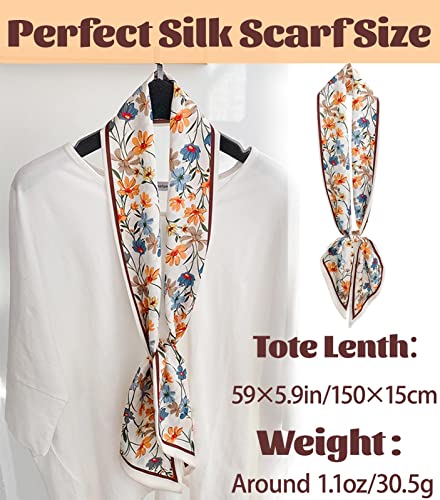 Perfect Silk Scarf Size
Tote Lenth:
59×5.9in/150×15cm
Weight :
Around 1.1oz/30.5g